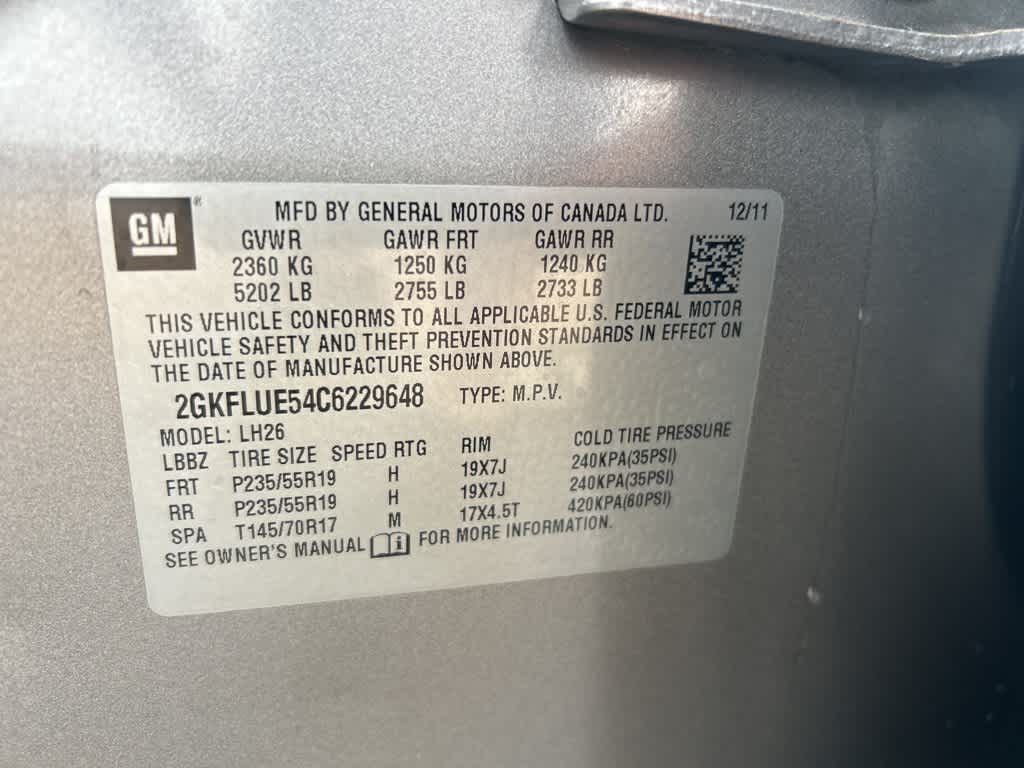 GM® MFD BY GENERAL MOTORS OF CANADA LTD. 12/11
GVWR GAWR FRT GAWR RR
2360 KG 1250 KG 1240 KG
5202 LB 2755 LB 2733 LB
THIS VEHICLE CONFORMS TO ALL APPLICABLE U.S. FEDERAL MOTOR
VEHICLE SAFETY AND THEFT PREVENTION STANDARDS IN EFFECT ON
THE DATE OF MANUFACTURE SHOWN ABOVE.
2GKFLUE54C6229648 TYPE: M.P.V.
MODEL: LH26
LBBZ TIRE SIZE SPEED RTG RIM COLD TIRE PRESSURE
FRT P235/55R19 H 19X7J 240KPA(35PSI)
RR P235/55R19 H 19X7J 240KPA(35PSI)
SPA T145/70R17 M 17X4.5T 420KPA(60PSI)
SEE OWNER'S MANUAL i FOR MORE INFORMATION.